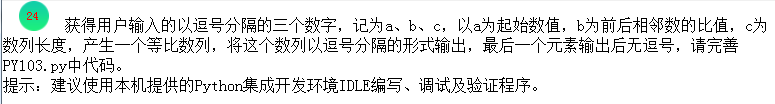 24 获得用户输入的以逗号分隔的三个数字，记为a、b、c，以a为起始数值，b为前后相邻数的比值，c为
数列长度，产生一个等比数列，将这个数列以逗号分隔的形式输出，最后一个元素输出后无逗号，请完善
PY103.py中代码。
提示：建议使用本机提供的Python集成开发环境IDLE编写、调试及验证程序。